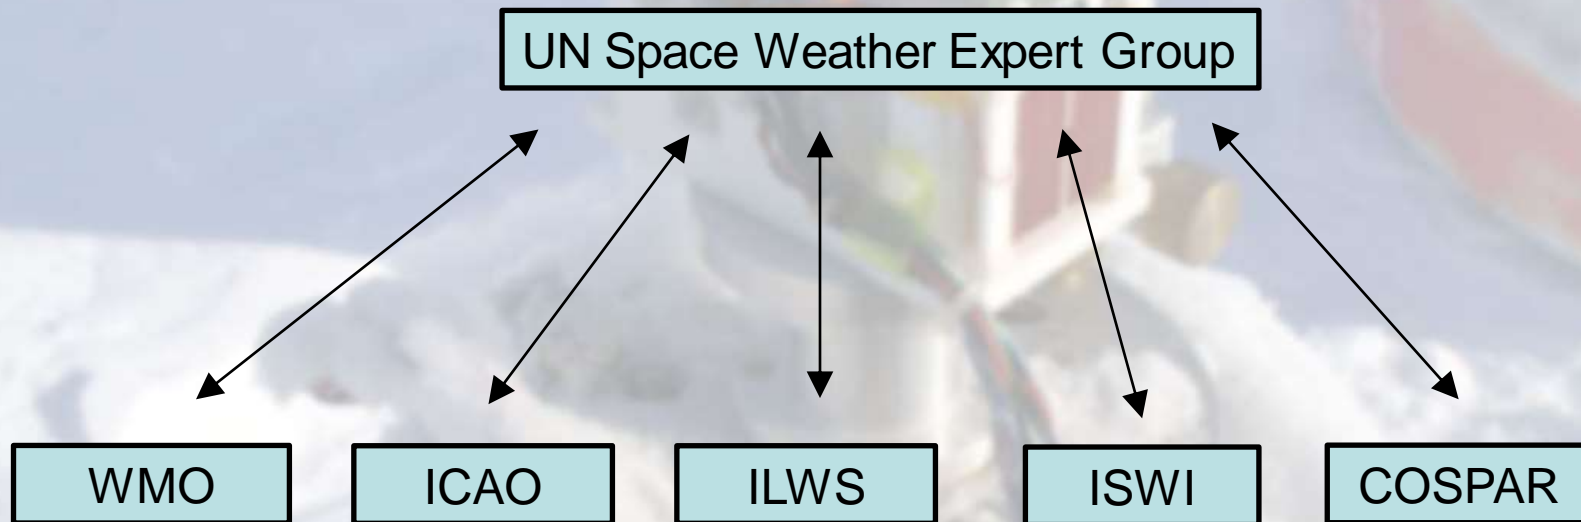 UN Space Weather Expert Group
WMO
ICAO
ILWS
ISWI
COSPAR